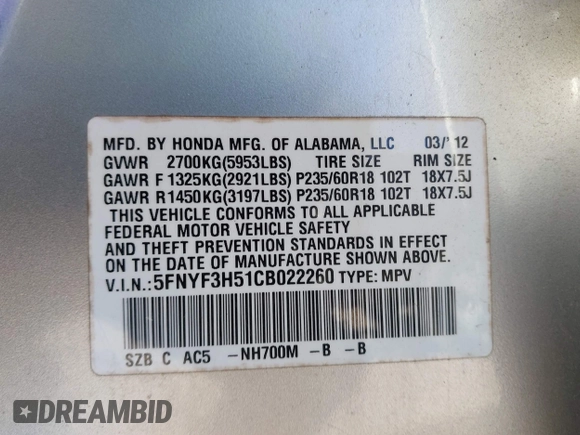 MFD. BY HONDA MFG. OF ALABAMA, LLC 03/12
GVWR 2700KG(5953LBS) TIRE SIZE RIM SIZE
GAWR F 1325KG(2921LBS) P235/60R18 102T 18X7.5J
GAWR R 1450KG(3197LBS) P235/60R18 102T 18X7.5J
THIS VEHICLE CONFORMS TO ALL APPLICABLE
FEDERAL MOTOR VEHICLE SAFETY
AND THEFT PREVENTION STANDARDS IN EFFECT
ON THE DATE OF MANUFACTURE SHOWN ABOVE.
V.I.N.:5FNYF3H51CB022260 TYPE: MPV
SZB C AC5 -NH700M -B -B
DREAMBID